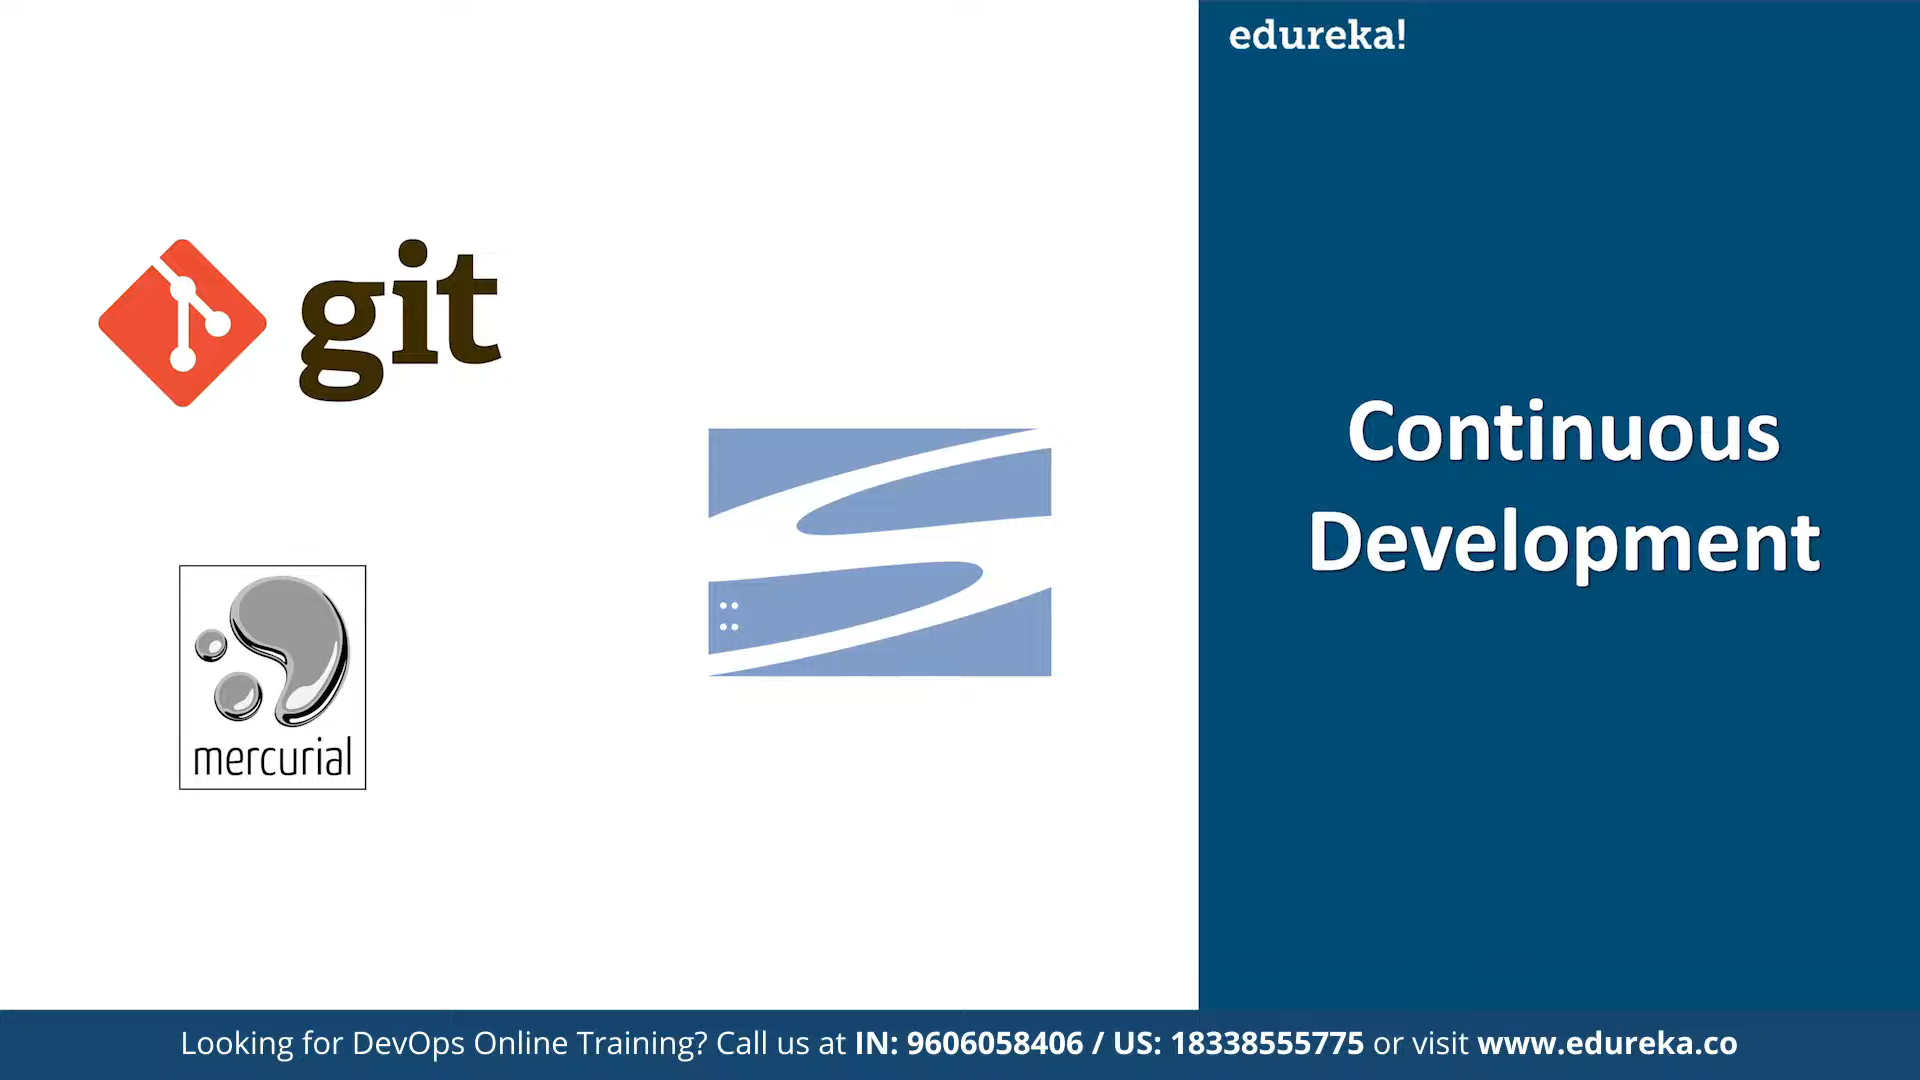 edureka!
git
mercurial
Continuous
Development
Looking for DevOps Online Training? Call us at IN: 9606058406 / US: 18338555775 or visit www.edureka.co